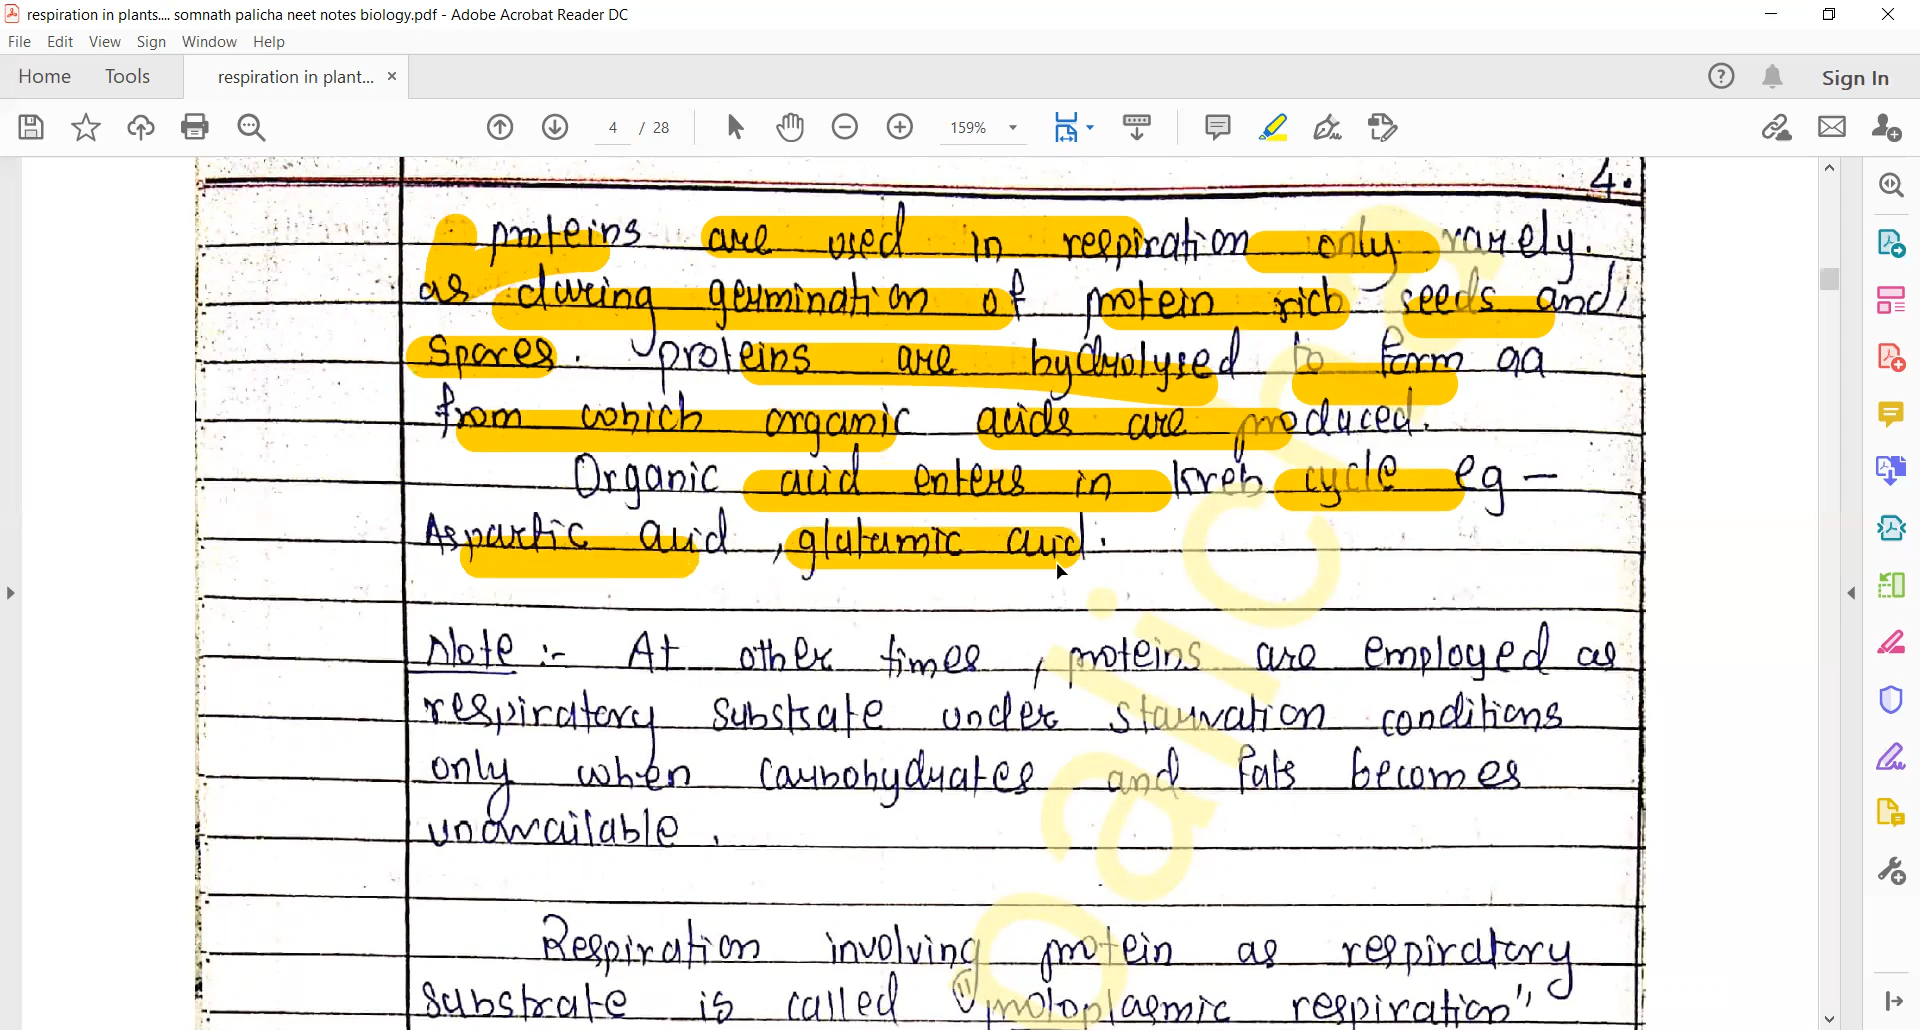 respiration in plants.... somnath palicha neet notes biology.pdf - Adobe Acrobat Reader DC
File Edit View Sign Window Help
Home Tools respiration in plant... × Sign In
4 / 28 159%
4.
proteins are used in respiration only rarely.
as during germination of protein rich seeds and
spores. proteins are hydrolysed to form aa
from which organic acids are produced.
Organic acid enters in kreb cycle eg –
Aspartic acid, glutamic acid.
Note :- At other times, proteins are employed as
respiratory substrate under starvation conditions
only when carbohydrates and fats becomes
unavailable.
Respiration involving protein as respiratory
substrate is called "protoplasmic respiration",
palicha